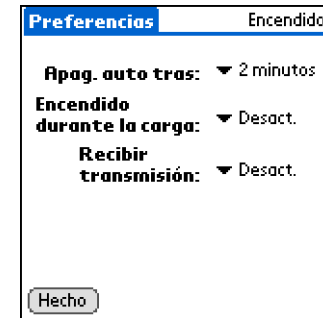 Preferencias Encendido
Apag. auto tras: 2 minutos
Encendido
durante la carga: Desact.
Recibir
transmisión: Desact.
Hecho